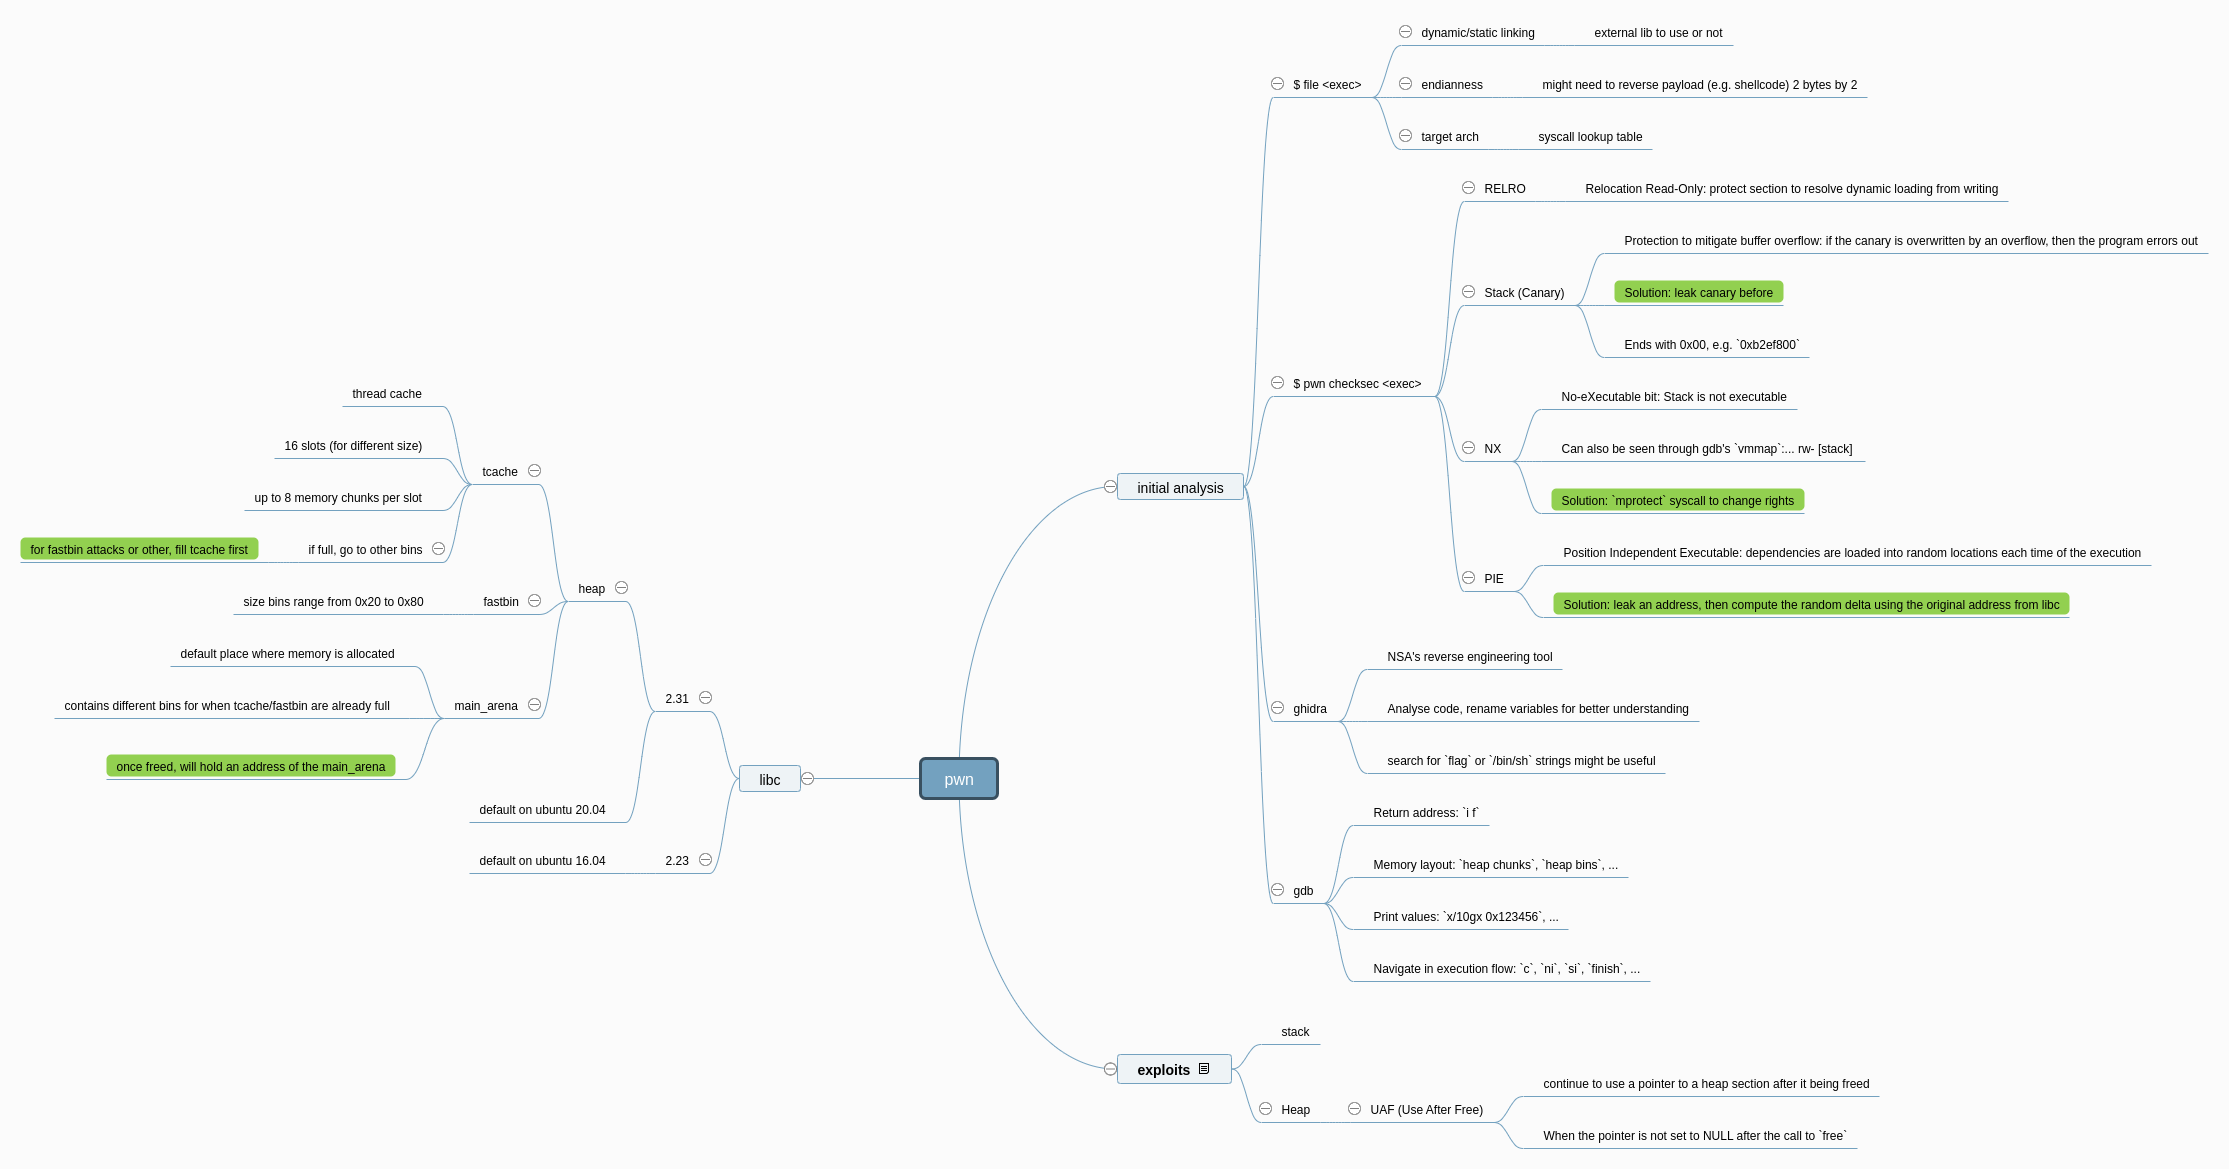 pwn
initial analysis
$ file <exec>
dynamic/static linking
external lib to use or not
endianness
might need to reverse payload (e.g. shellcode) 2 bytes by 2
target arch
syscall lookup table
$ pwn checksec <exec>
RELRO
Relocation Read-Only: protect section to resolve dynamic loading from writing
Stack (Canary)
Protection to mitigate buffer overflow: if the canary is overwritten by an overflow, then the program errors out
Solution: leak canary before
Ends with 0x00, e.g. `0xb2ef800`
NX
No-eXecutable bit: Stack is not executable
Can also be seen through gdb's `vmmap`:... rw- [stack]
Solution: `mprotect` syscall to change rights
PIE
Position Independent Executable: dependencies are loaded into random locations each time of the execution
Solution: leak an address, then compute the random delta using the original address from libc
ghidra
NSA's reverse engineering tool
Analyse code, rename variables for better understanding
search for `flag` or `/bin/sh` strings might be useful
gdb
Return address: `i f`
Memory layout: `heap chunks`, `heap bins`, ...
Print values: `x/10gx 0x123456`, ...
Navigate in execution flow: `c`, `ni`, `si`, `finish`, ...
exploits
stack
Heap
UAF (Use After Free)
continue to use a pointer to a heap section after it being freed
When the pointer is not set to NULL after the call to `free`
libc
2.31
heap
tcache
thread cache
16 slots (for different size)
up to 8 memory chunks per slot
if full, go to other bins
for fastbin attacks or other, fill tcache first
fastbin
size bins range from 0x20 to 0x80
main_arena
default place where memory is allocated
contains different bins for when tcache/fastbin are already full
once freed, will hold an address of the main_arena
default on ubuntu 20.04
2.23
default on ubuntu 16.04